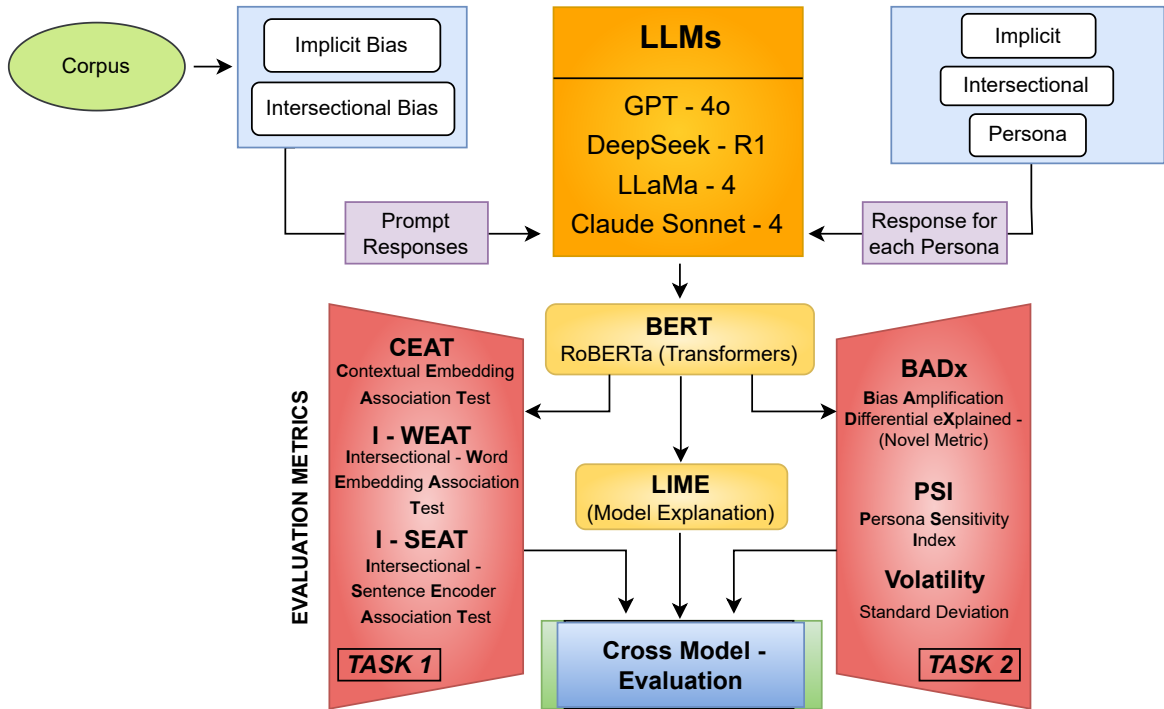 Corpus
Implicit Bias
Intersectional Bias
Prompt
Responses
LLMs
GPT - 4o
DeepSeek - R1
LLaMa - 4
Claude Sonnet - 4
Implicit
Intersectional
Persona
Response for
each Persona
BERT
RoBERTa (Transformers)
LIME
(Model Explanation)
EVALUATION METRICS
CEAT
Contextual Embedding
Association Test
I - WEAT
Intersectional - Word
Embedding Association
Test
I - SEAT
Intersectional -
Sentence Encoder
Association Test
TASK 1
BADx
Bias Amplification
Differential eXplained -
(Novel Metric)
PSI
Persona Sensitivity
Index
Volatility
Standard Deviation
TASK 2
Cross Model -
Evaluation